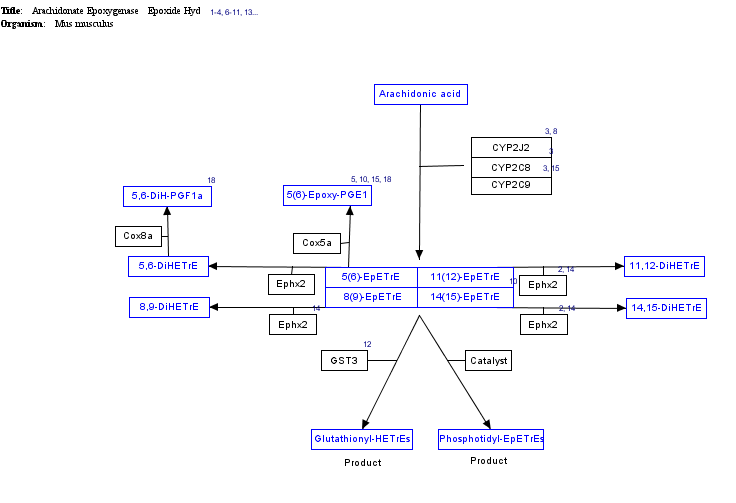 Title: Arachidonate Epoxygenase Epoxide Hyd 1-4, 6-11, 13...
Organism: Mus musculus
Arachidonic acid
3, 8
CYP2J2
3
CYP2C8
3, 15
CYP2C9
18
5,6-DiH-PGF1a
5, 10, 15, 18
5(6)-Epoxy-PGE1
Cox8a
Cox5a
5,6-DiHETrE
5(6)-EpETrE
11(12)-EpETrE
2, 14
11,12-DiHETrE
Ephx2
10
Ephx2
8,9-DiHETrE
8(9)-EpETrE
14(15)-EpETrE
14,15-DiHETrE
14
Ephx2
2, 14
Ephx2
12
GST3
Catalyst
Glutathionyl-HETrEs
Phosphotidyl-EpETrEs
Product
Product